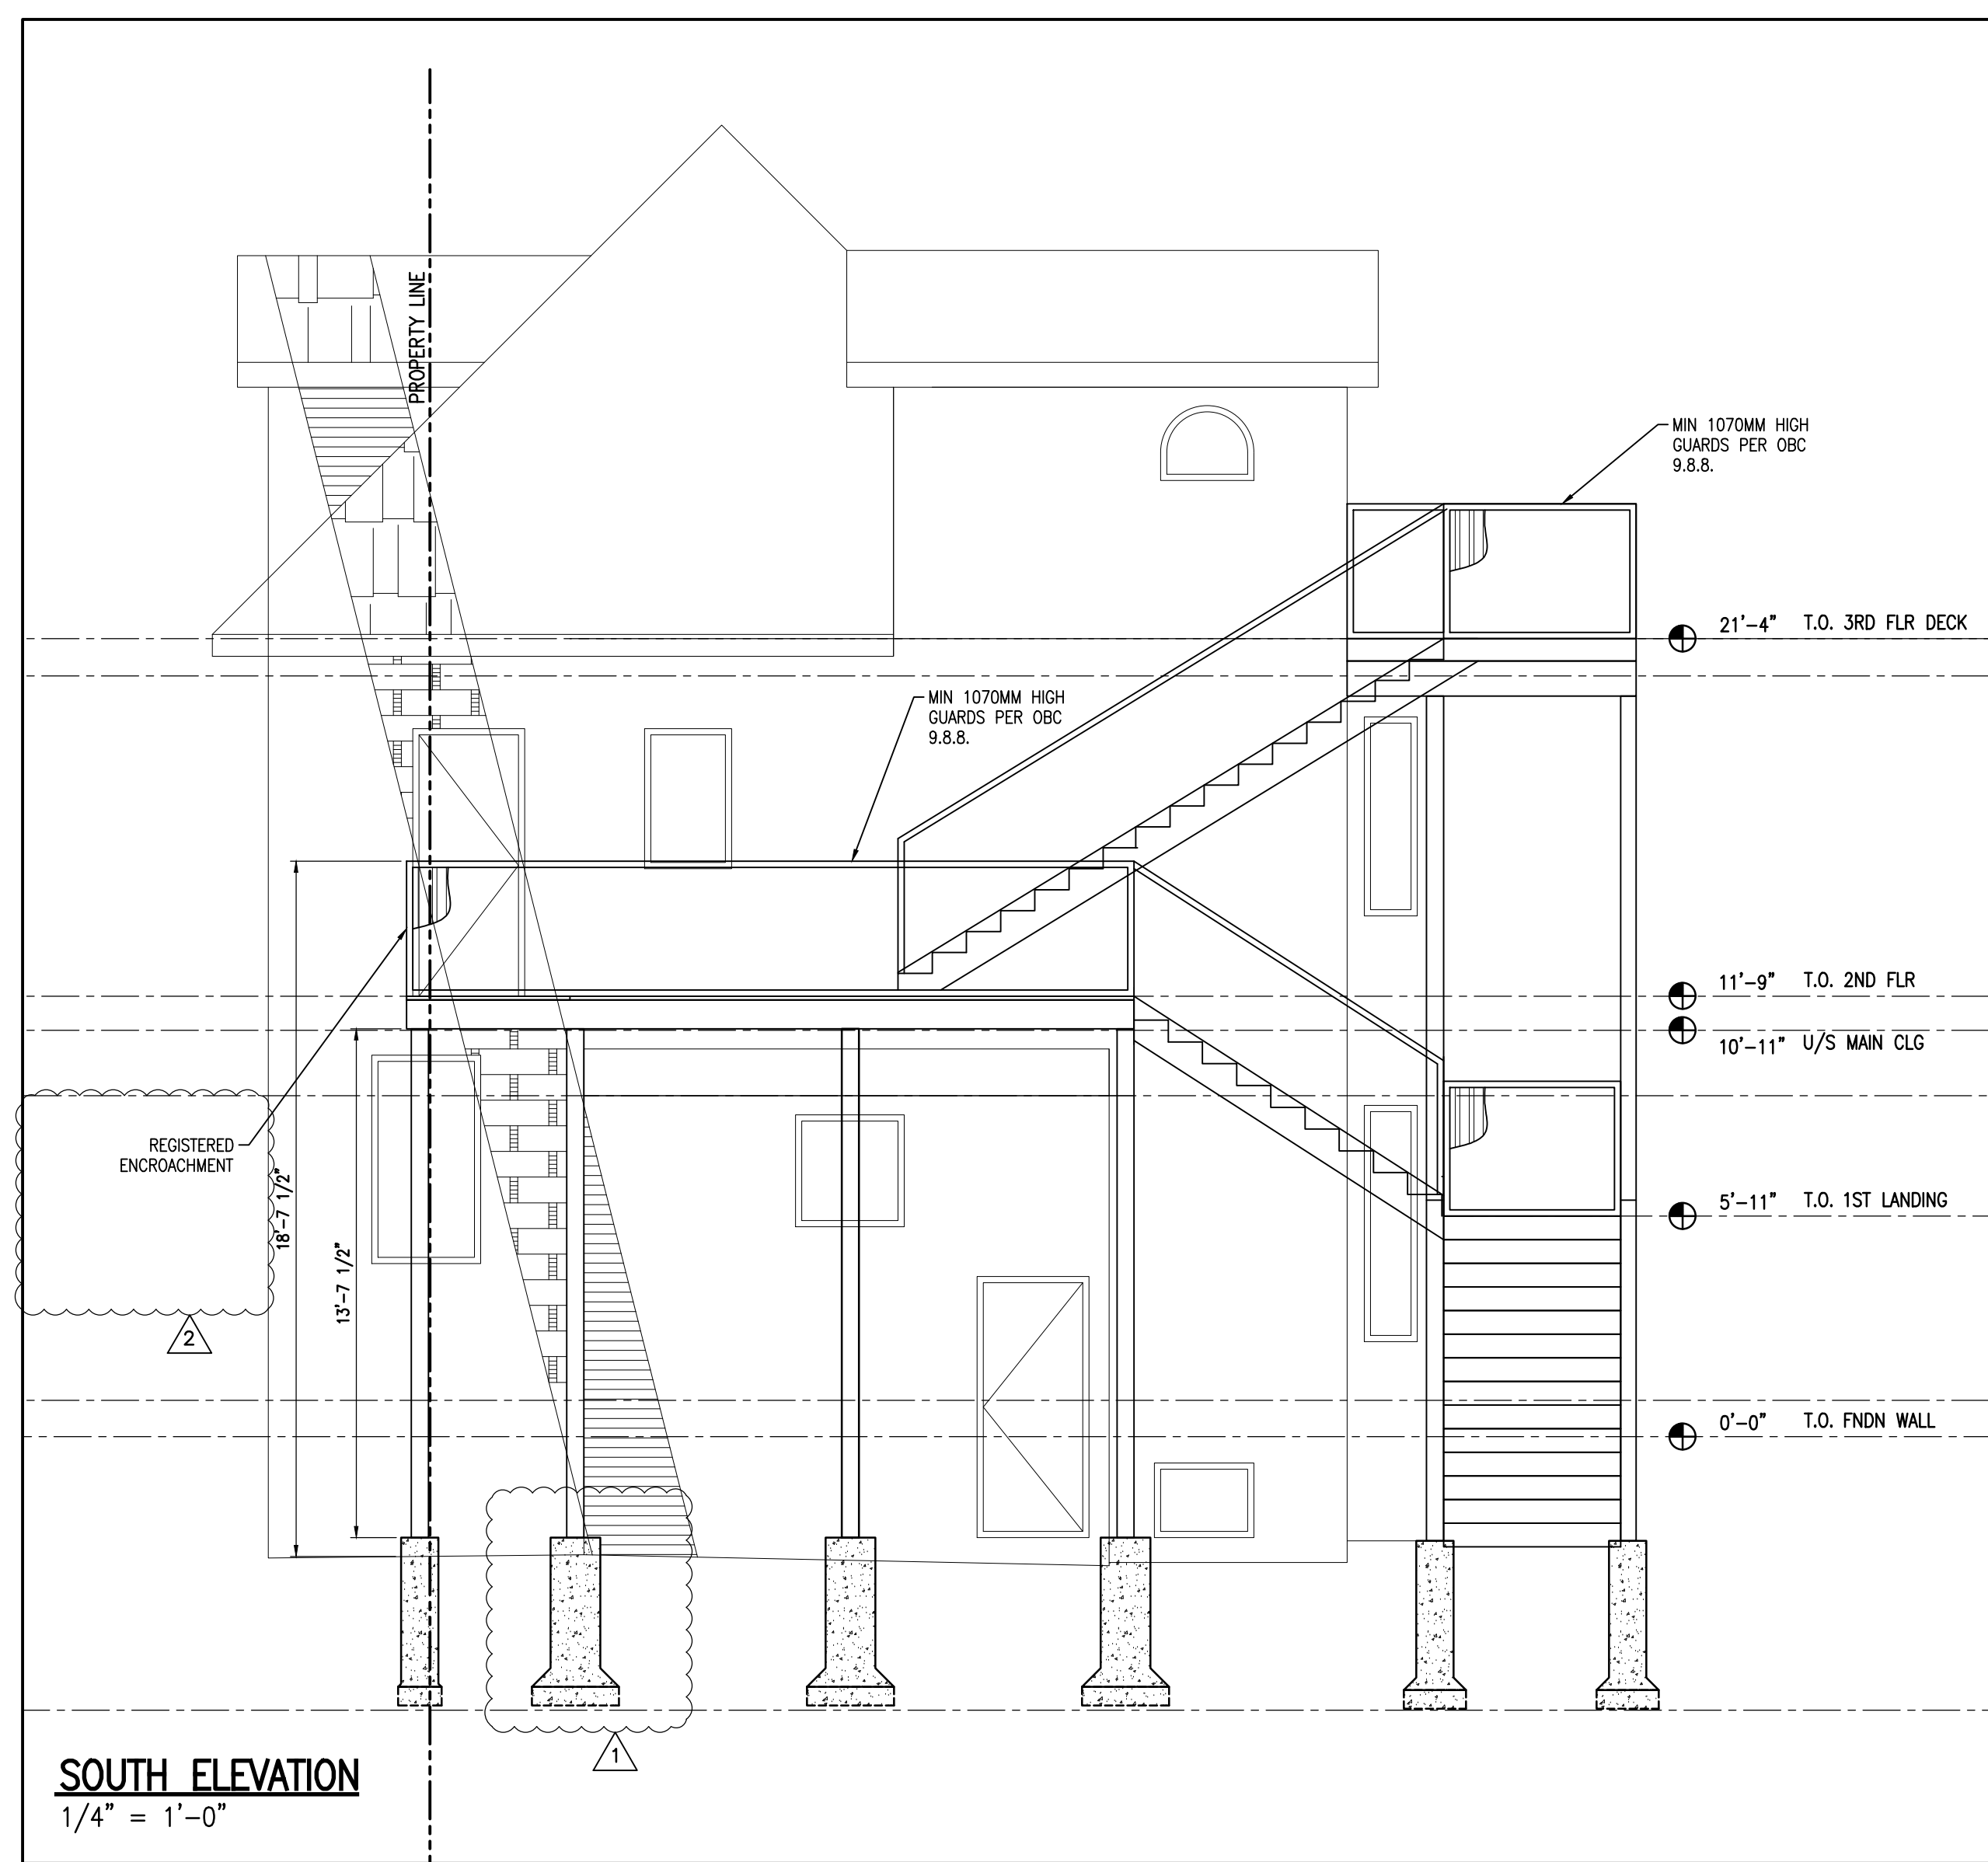 PROPERTY LINE
MIN 1070MM HIGH
GUARDS PER OBC
9.8.8.
21'-4" T.O. 3RD FLR DECK
MIN 1070MM HIGH
GUARDS PER OBC
9.8.8.
11'-9" T.O. 2ND FLR
10'-11" U/S MAIN CLG
REGISTERED
ENCROACHMENT
18'-7 1/2"
13'-7 1/2"
5'-11" T.O. 1ST LANDING
2
0'-0" T.O. FNDN WALL
1
SOUTH ELEVATION
1/4" = 1'-0"